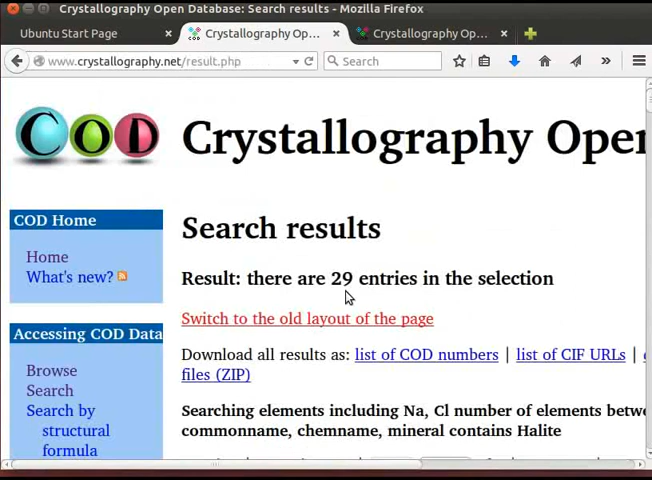 Crystallography Open Database: Search results - Mozilla Firefox
Ubuntu Start Page × Crystallography Op... × Crystallography Op... ×
www.crystallography.net/result.php Search
COD
Crystallography Open
COD Home
Home
What's new?
Accessing COD Data
Browse
Search
Search by
structural
formula
Search results
Result: there are 29 entries in the selection
Switch to the old layout of the page
Download all results as: list of COD numbers | list of CIF URLs |
files (ZIP)
Searching elements including Na, Cl number of elements betwe
commonname, chemname, mineral contains Halite